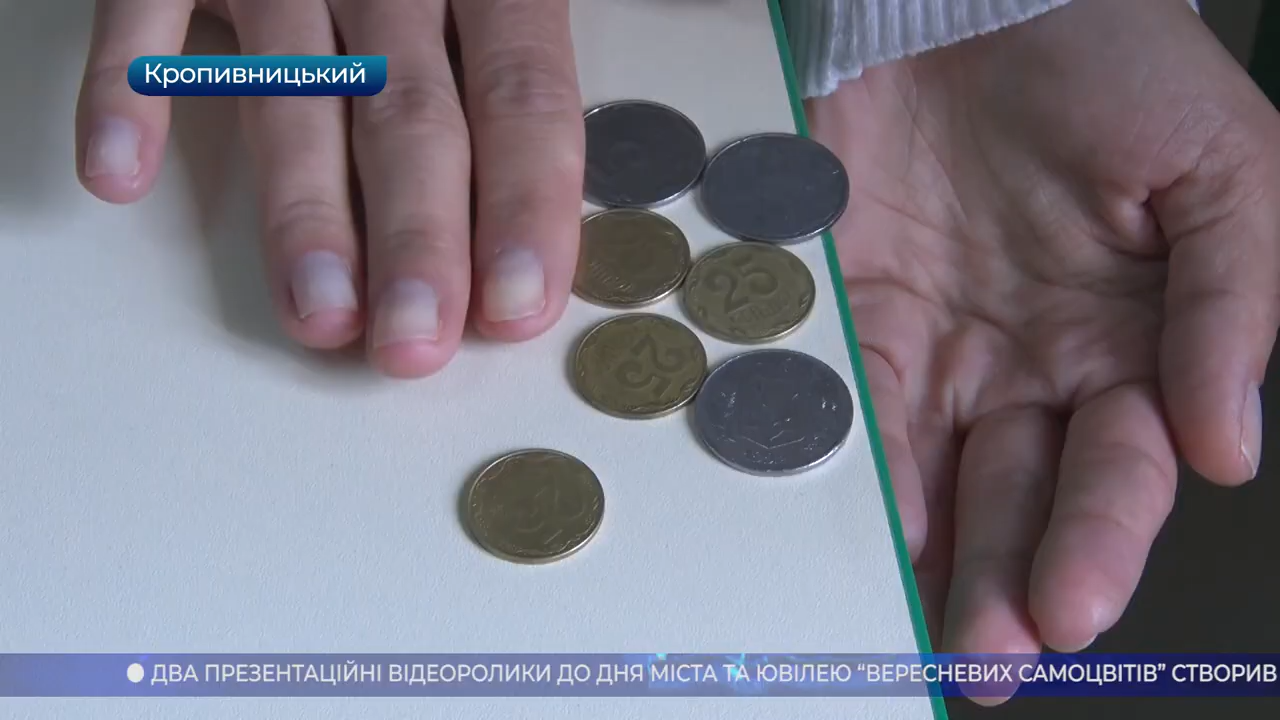 Кропивницький
25
25
ДВА ПРЕЗЕНТАЦІЙНІ ВІДЕОРОЛИКИ ДО ДНЯ МІСТА ТА ЮВІЛЕЮ “ВЕРЕСНЕВИХ САМОЦВІТІВ” СТВОРИВ